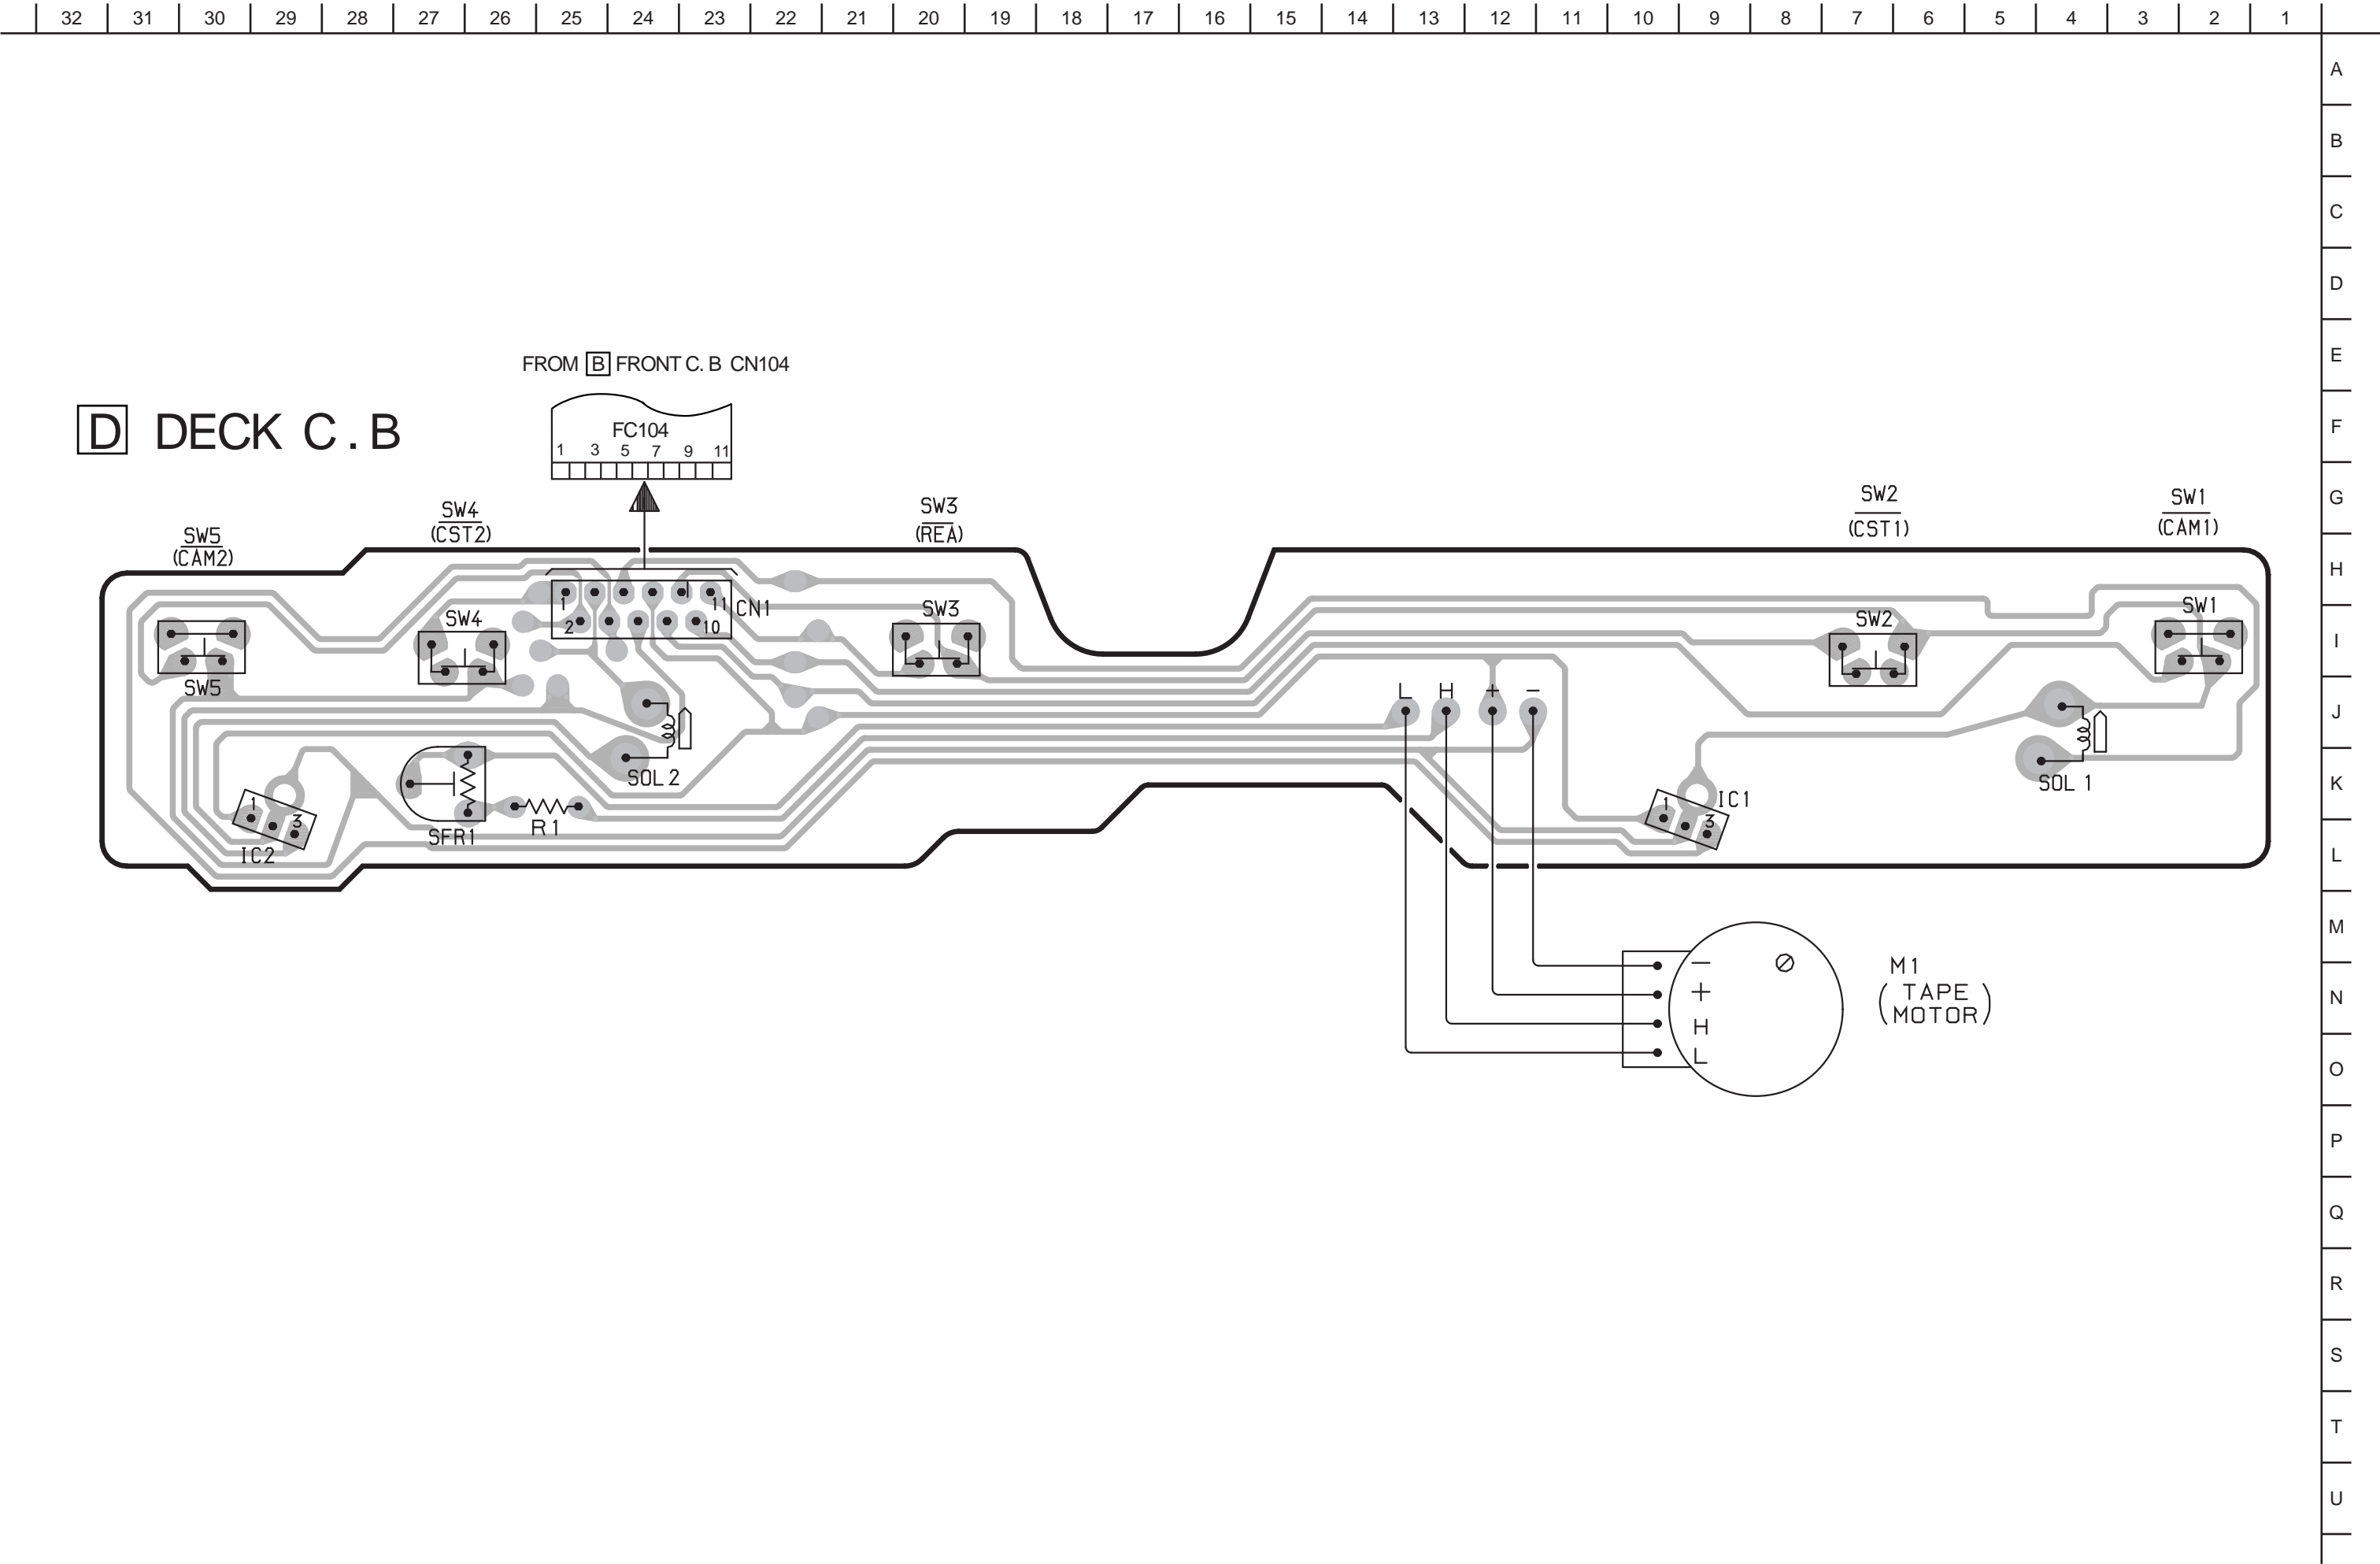 32 31 30 29 28 27 26 25 24 23 22 21 20 19 18 17 16 15 14 13 12 11 10 9 8 7 6 5 4 3 2 1
A
B
C
D
E
F
G
H
I
J
K
L
M
N
O
P
Q
R
S
T
U
FROM B FRONT C. B CN104
D DECK C . B
FC104
1 3 5 7 9 11
SW5
(CAM2)
SW4
(CST2)
SW3
(REA)
SW2
(CST1)
SW1
(CAM1)
1 11 CN1
2 10
SW4
SW3
SW2
SW1
SW5
L H + −
SOL 2
SOL 1
1 3
IC2
SFR1
R1
1 3
IC1
−
+
H
L
M1
( TAPE
MOTOR )